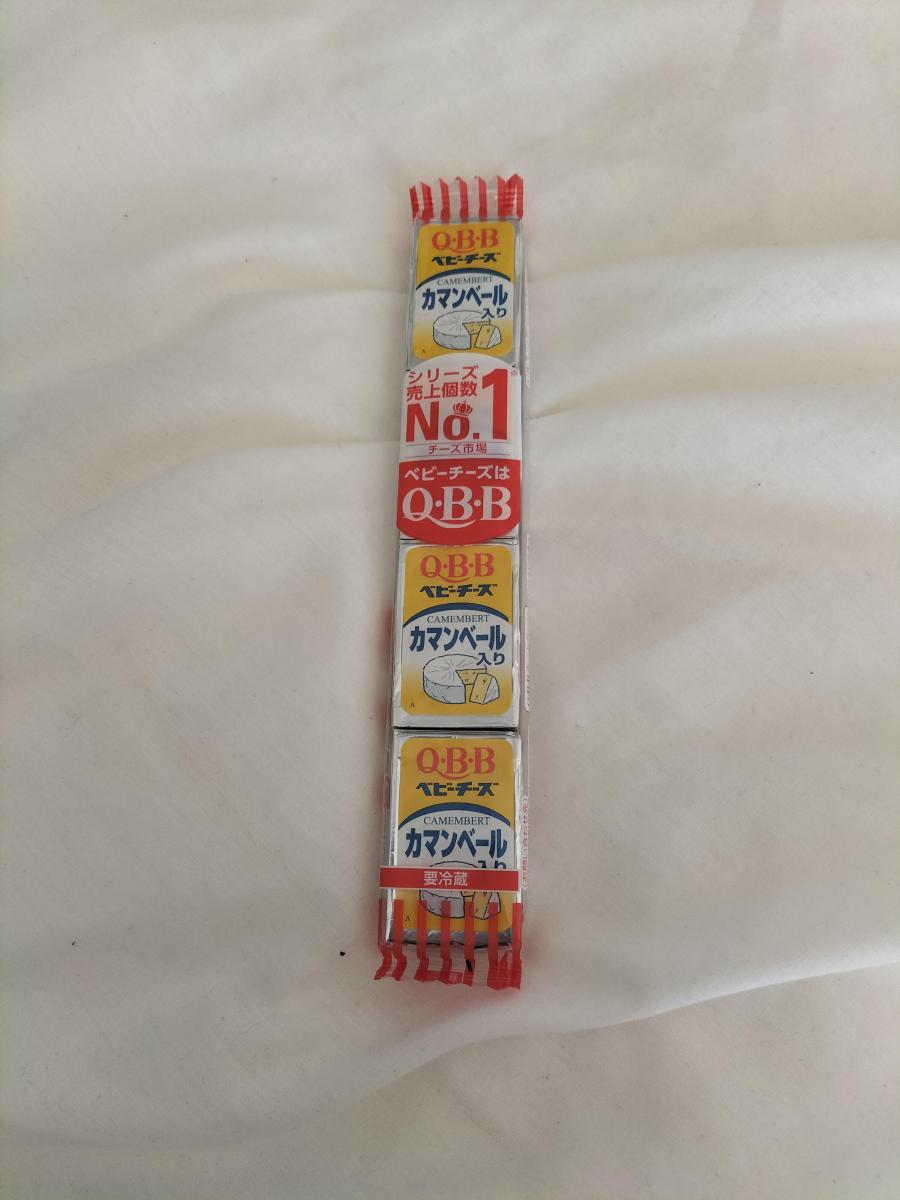 Q·B·B
ベビーチーズ
CAMEMBERT
カマンベール
入り
A
シリーズ
売上個数
No.1※
チーズ市場
ベビーチーズは
Q·B·B
Q·B·B
ベビーチーズ
CAMEMBERT
カマンベール
入り
A
Q·B·B
ベビーチーズ
CAMEMBERT
カマンベール
入り
要冷蔵
A